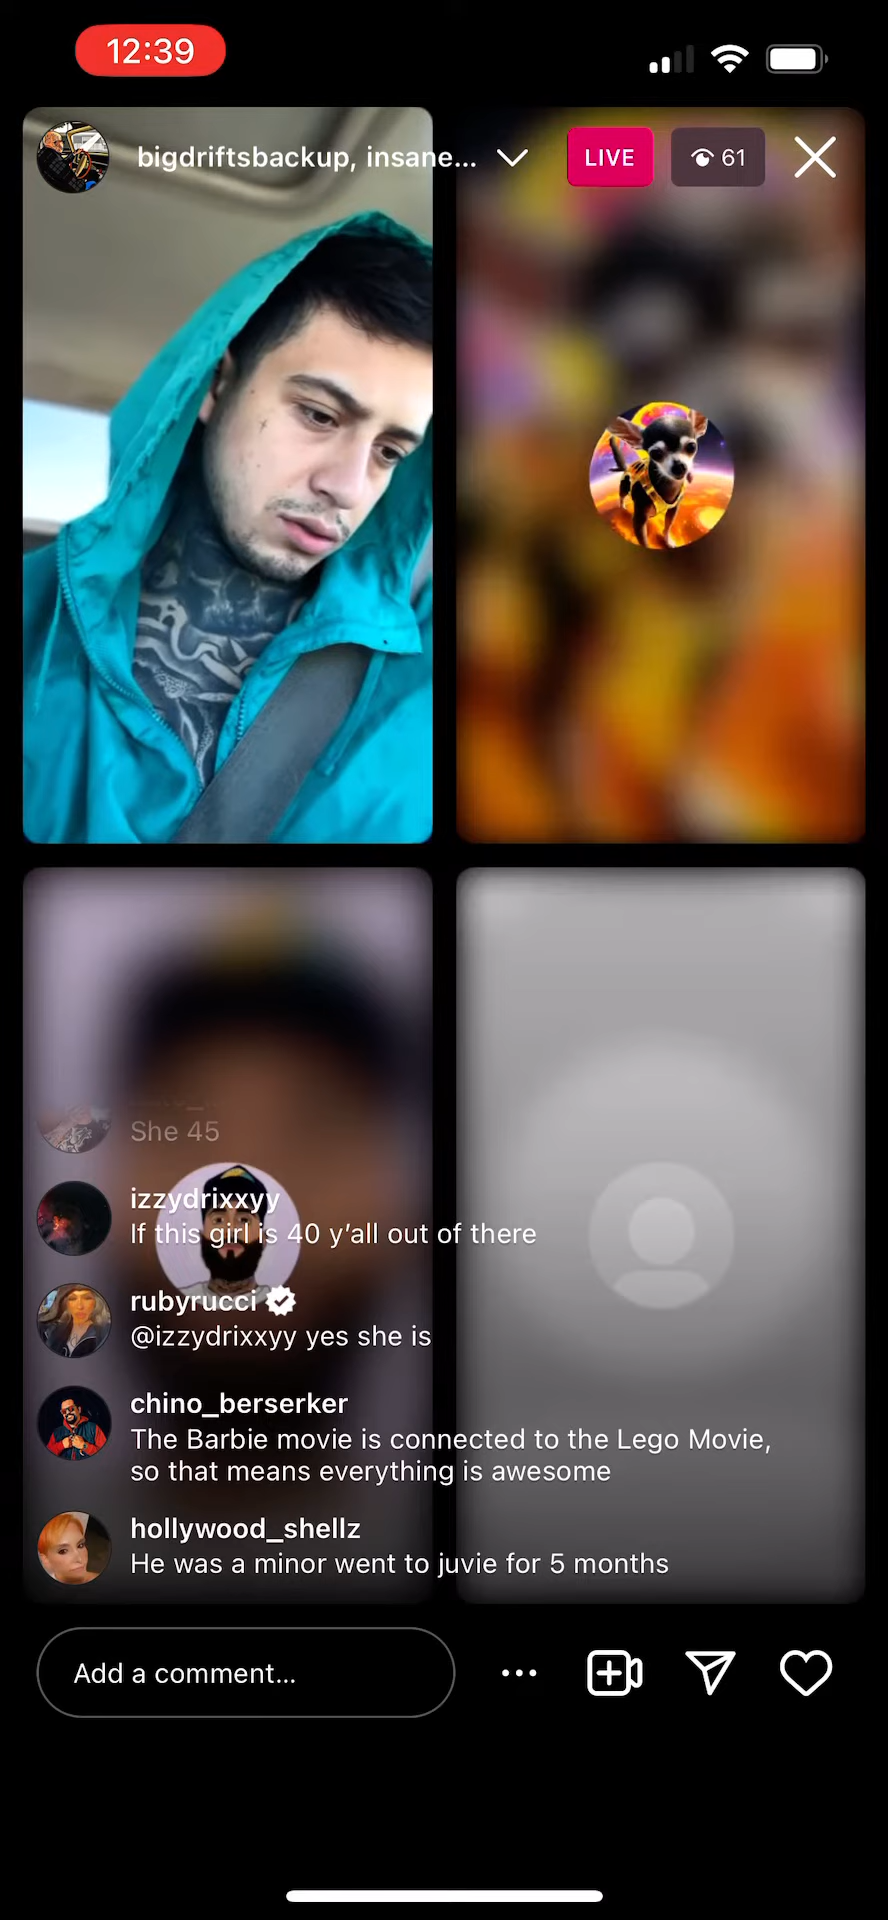 12:39
bigdriftsbackup, insane...
LIVE
61
She 45
izzydrixxyy
If this girl is 40 y'all out of there
rubyrucci
@izzydrixxyy yes she is
chino_berserker
The Barbie movie is connected to the Lego Movie,
so that means everything is awesome
hollywood_shellz
He was a minor went to juvie for 5 months
Add a comment...